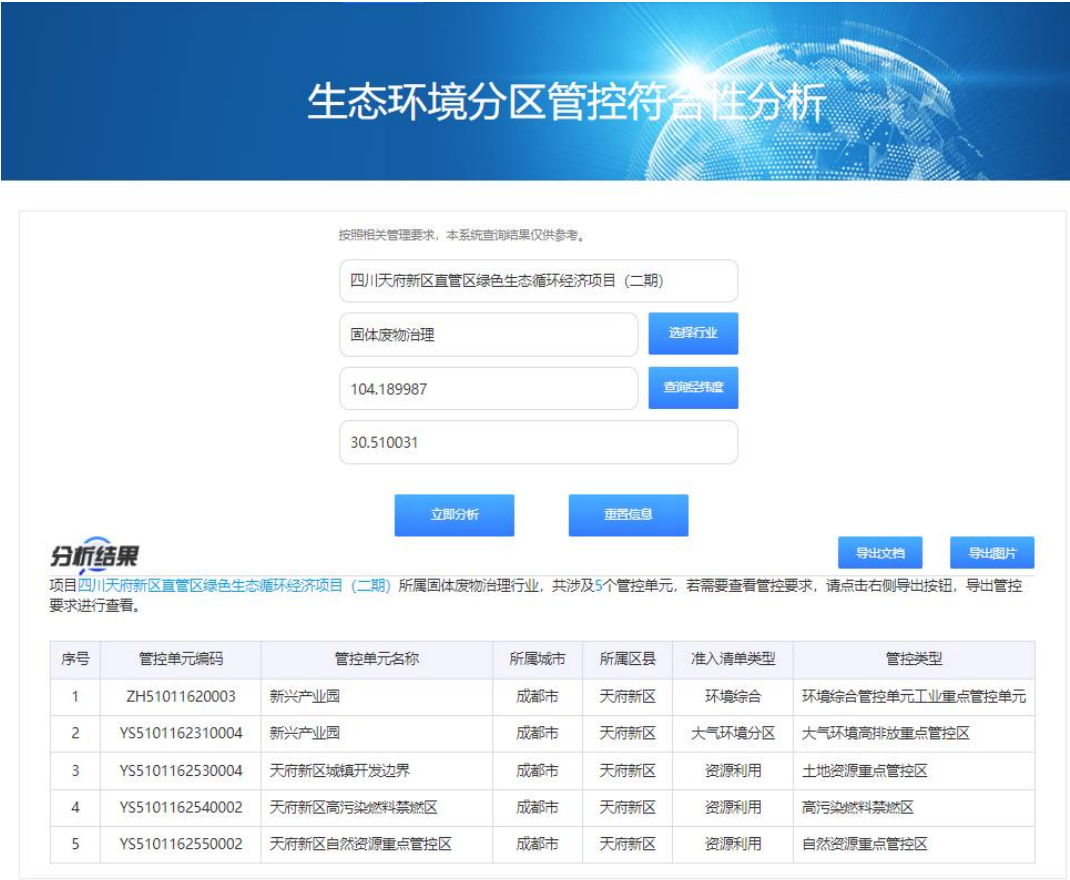 生态环境分区管控符合性分析
按照相关管理要求，本系统查询结果仅供参考。
四川天府新区直管区绿色生态循环经济项目（二期）
固体废物治理 选择行业
104.189987 查询经纬度
30.510031
立即分析 重置信息
分析结果 导出文档 导出图片
项目四川天府新区直管区绿色生态循环经济项目（二期）所属固体废物治理行业，共涉及5个管控单元，若需要查看管控要求，请点击右侧导出按钮，导出管控
要求进行查看。
序号 管控单元编码 管控单元名称 所属城市 所属区县 准入清单类型 管控类型
1 ZH51011620003 新兴产业园 成都市 天府新区 环境综合 环境综合管控单元工业重点管控单元
2 YS5101162310004 新兴产业园 成都市 天府新区 大气环境分区 大气环境高排放重点管控区
3 YS5101162530004 天府新区城镇开发边界 成都市 天府新区 资源利用 土地资源重点管控区
4 YS5101162540002 天府新区高污染燃料禁燃区 成都市 天府新区 资源利用 高污染燃料禁燃区
5 YS5101162550002 天府新区自然资源重点管控区 成都市 天府新区 资源利用 自然资源重点管控区